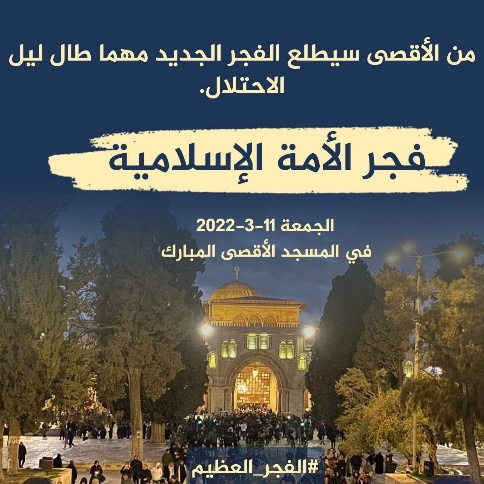 من الأقصى سيطلع الفجر الجديد مهما طال ليل
الاحتلال.
فجر الأمة الإسلامية
الجمعة 11-3-2022
في المسجد الأقصى المبارك
#الفجر_العظيم